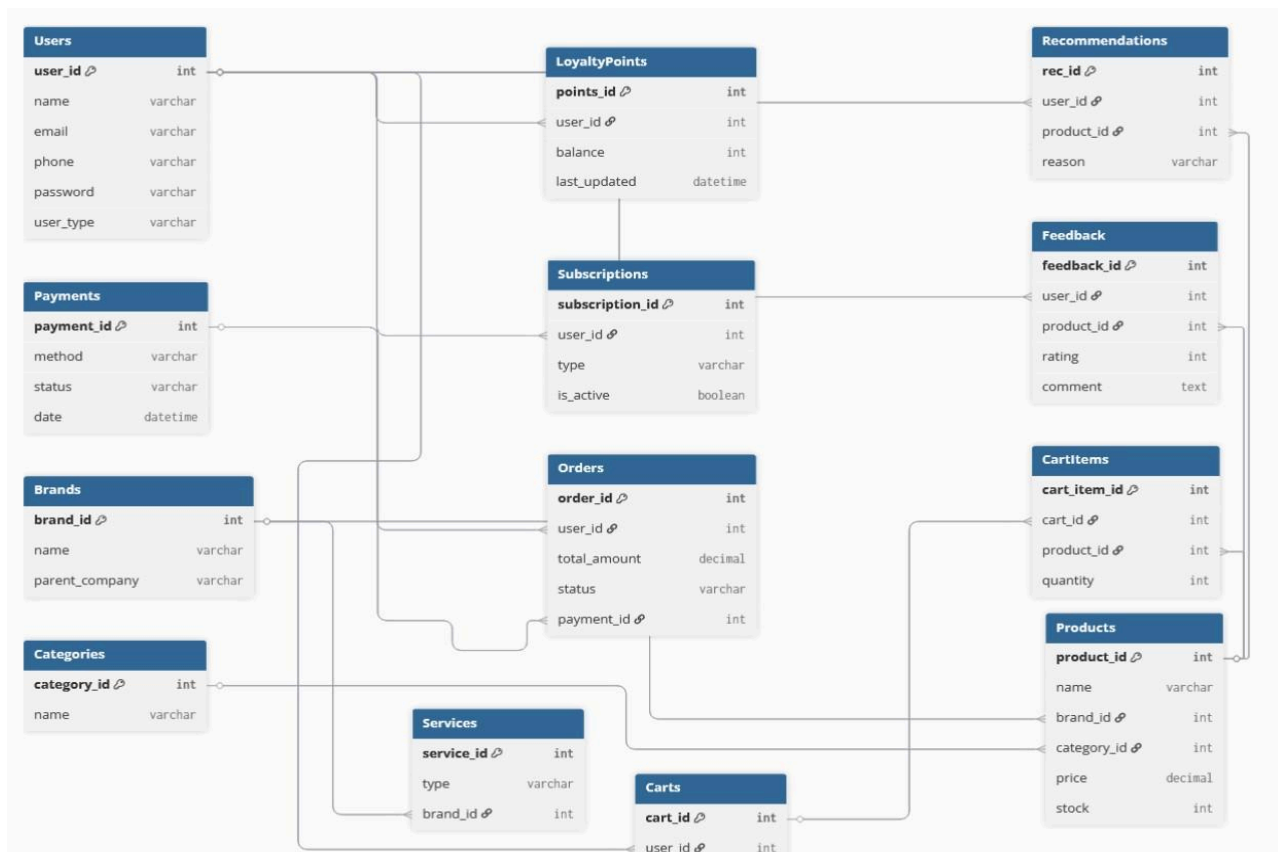 Users
user_id int
name varchar
email varchar
phone varchar
password varchar
user_type varchar
Payments
payment_id int
method varchar
status varchar
date datetime
Brands
brand_id int
name varchar
parent_company varchar
Categories
category_id int
name varchar
LoyaltyPoints
points_id int
user_id int
balance int
last_updated datetime
Subscriptions
subscription_id int
user_id int
type varchar
is_active boolean
Orders
order_id int
user_id int
total_amount decimal
status varchar
payment_id int
Services
service_id int
type varchar
brand_id int
Carts
cart_id int
user_id int
Recommendations
rec_id int
user_id int
product_id int
reason varchar
Feedback
feedback_id int
user_id int
product_id int
rating int
comment text
CartItems
cart_item_id int
cart_id int
product_id int
quantity int
Products
product_id int
name varchar
brand_id int
category_id int
price decimal
stock int